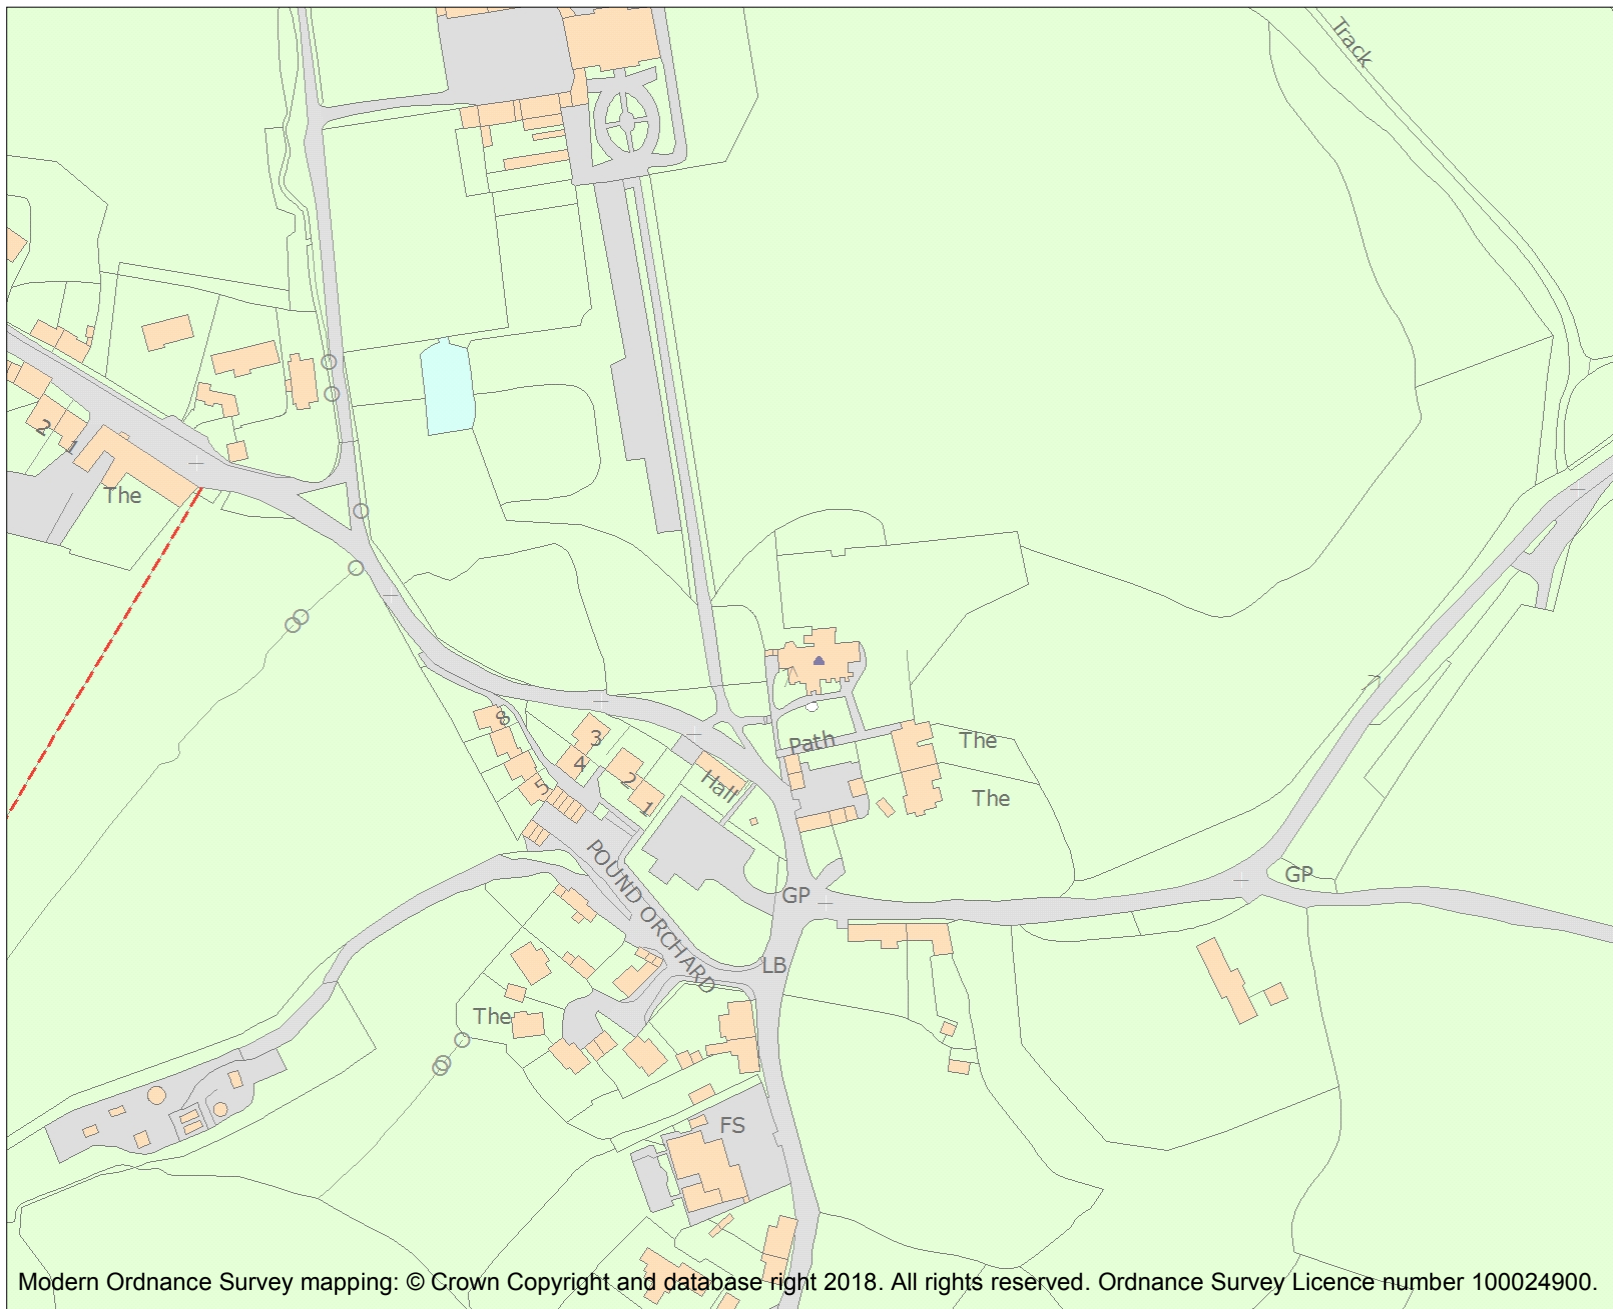 Track
2
1
The
8
3
4
5
2
1
Hall
Path
The
The
POUND ORCHARD
GP
GP
LB
The
FS
Modern Ordnance Survey mapping: © Crown Copyright and database right 2018. All rights reserved. Ordnance Survey Licence number 100024900.